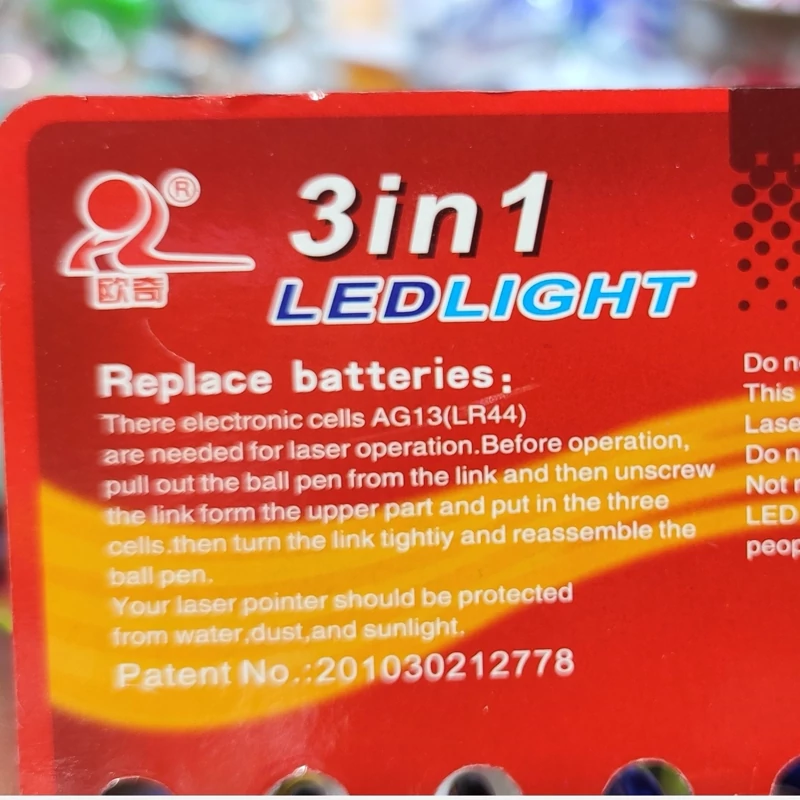 ®
欧奇
3in1
LEDLIGHT
Replace batteries:
There electronic cells AG13(LR44)
are needed for laser operation.Before operation,
pull out the ball pen from the link and then unscrew
the link form the upper part and put in the three
cells.then turn the link tightiy and reassemble the
ball pen.
Your laser pointer should be protected
from water,dust,and sunlight.
Patent No.:201030212778
Do n
This
Lase
Do n
Not
LED
peop